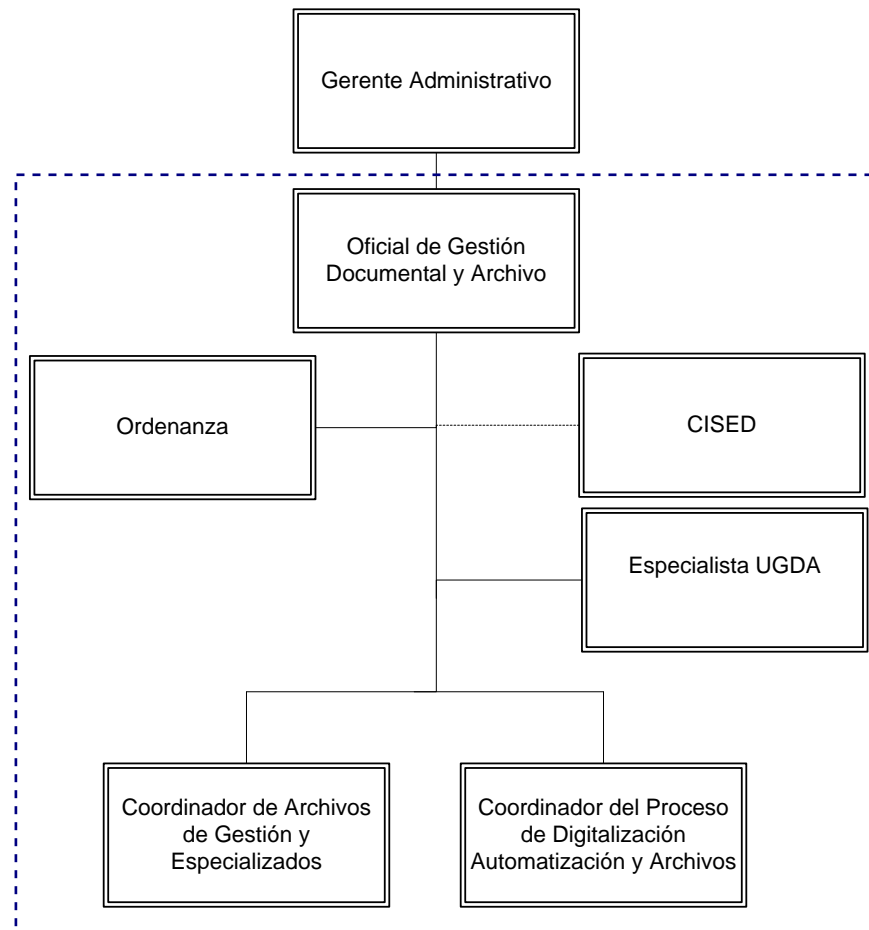 Gerente Administrativo
Oficial de Gestión
Documental y Archivo
Ordenanza
CISED
Especialista UGDA
Coordinador de Archivos
de Gestión y
Especializados
Coordinador del Proceso
de Digitalización
Automatización y Archivos